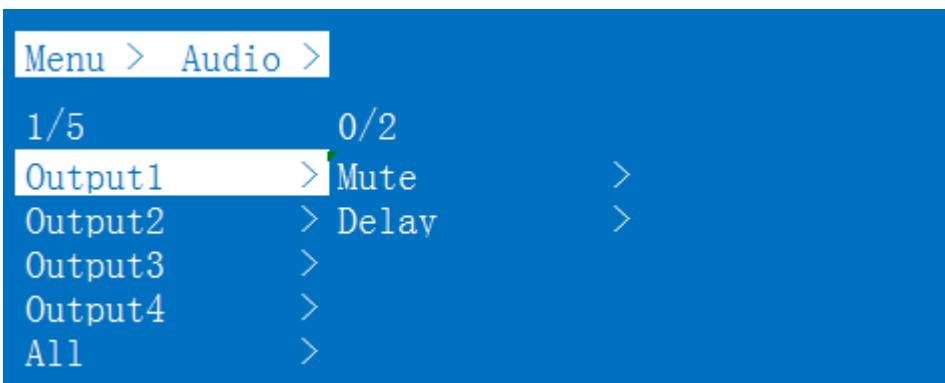 Menu > Audio >
1/5 0/2
Output1 > Mute >
Output2 > Delay >
Output3 >
Output4 >
All >